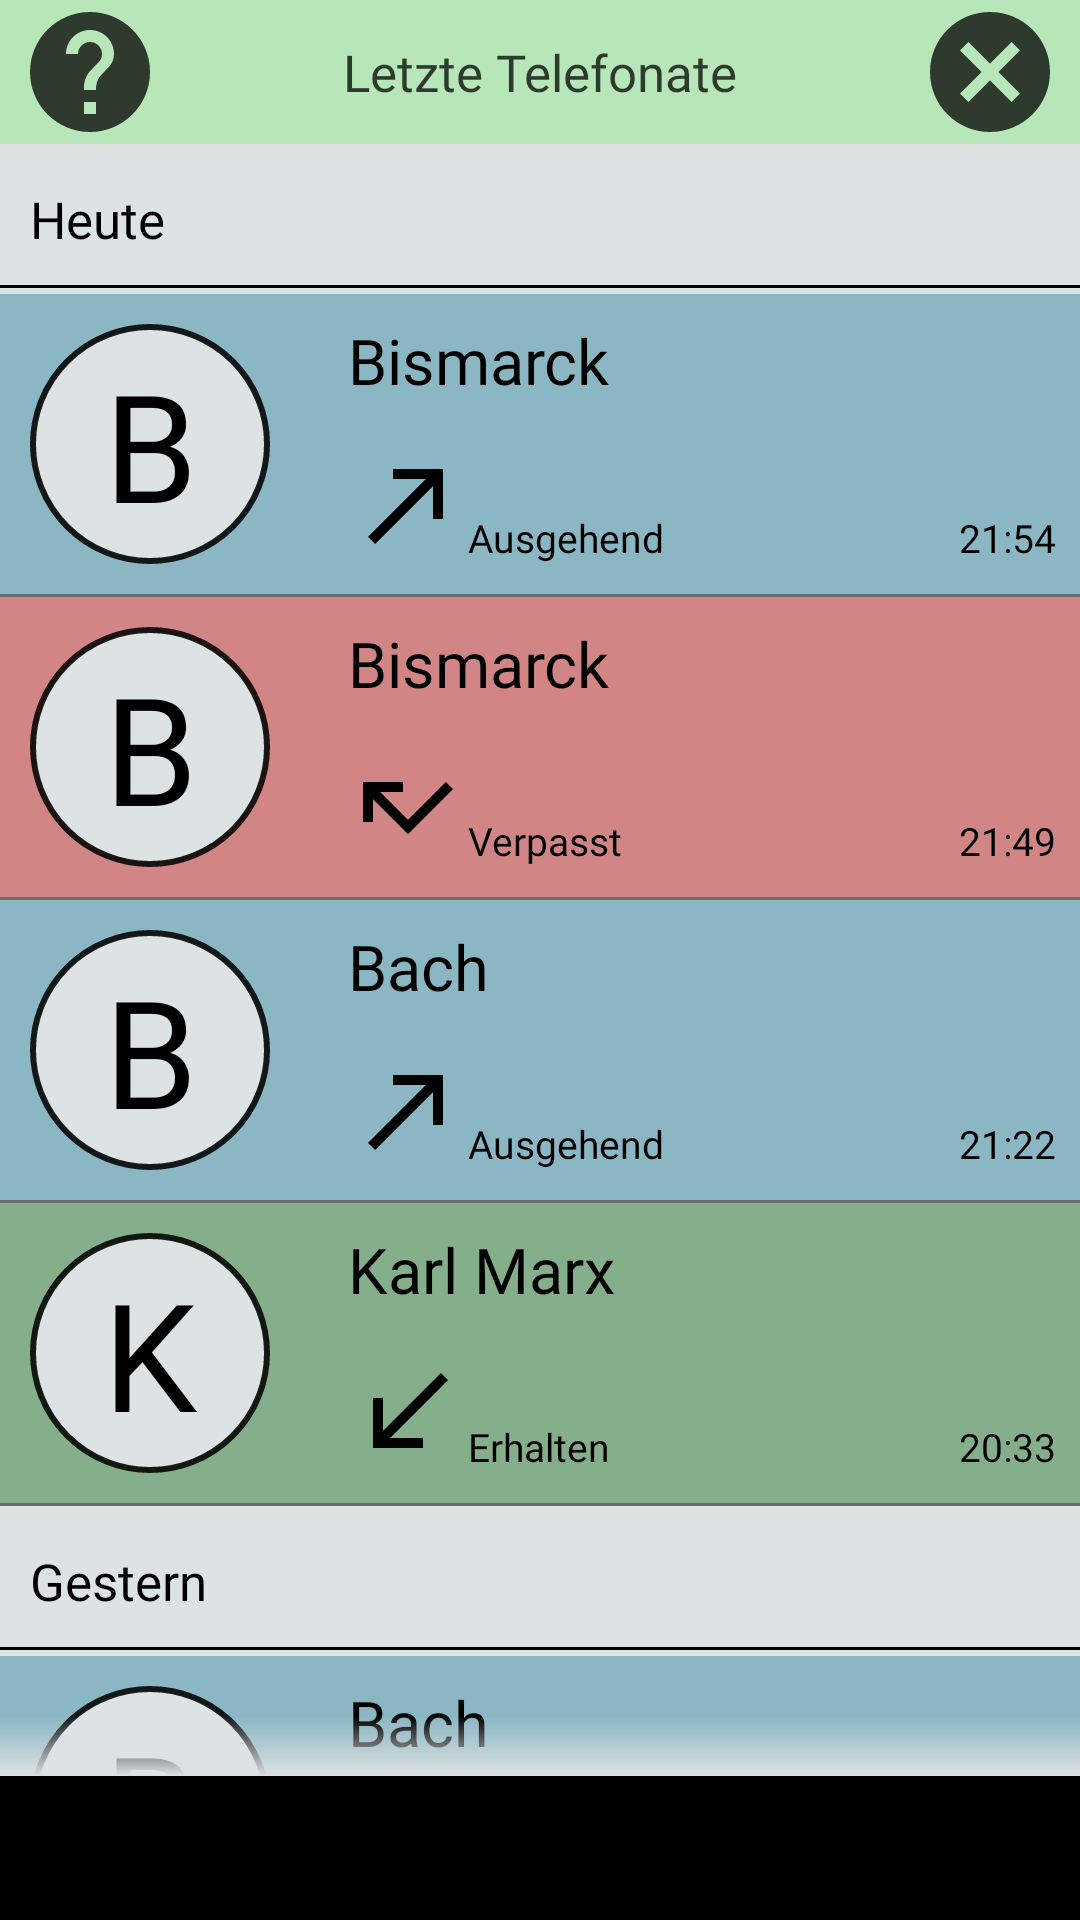 ?
Letzte Telefonate
Heute
B
Bismarck
Ausgehend
21:54
B
Bismarck
Verpasst
21:49
B
Bach
Ausgehend
21:22
K
Karl Marx
Erhalten
20:33
Gestern
B
Bach